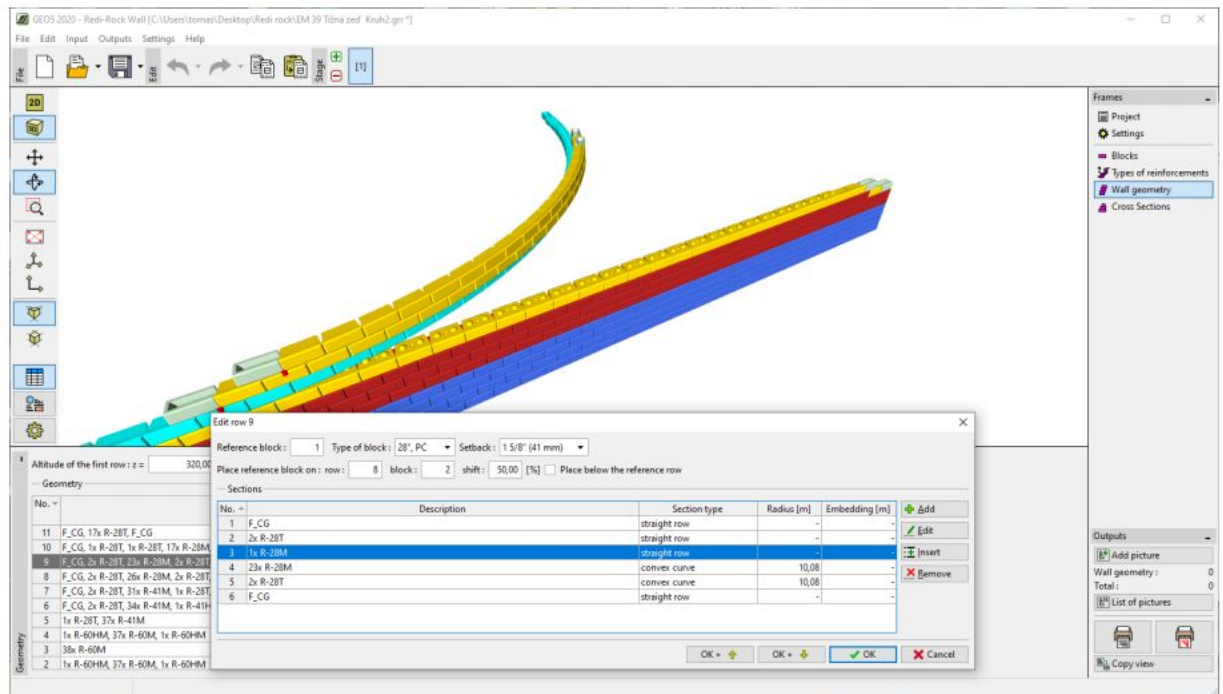 GEO5 2020 - Redi-Rock Wall [C:\Users\tomas\Desktop\Redi rock\EM 39 Tížná zeď Kruh2.grr *]
File Edit Input Outputs Settings Help
File
Edit
Stage
[1]
2D
3D
Frames
Project
Settings
Blocks
Types of reinforcements
Wall geometry
Cross Sections
Edit row 9
Reference block : 1 Type of block : 28", PC Setback : 1 5/8" (41 mm)
Place reference block on : row : 8 block : 2 shift : 50,00 [%] Place below the reference row
Sections
No. Description Section type Radius [m] Embedding [m]
1 F_CG straight row - -
2 2x R-28T straight row - -
3 1x R-28M straight row - -
4 23x R-28M convex curve 10,08 -
5 2x R-28T convex curve 10,08 -
6 F_CG straight row - -
Add
Edit
Insert
Remove
OK + OK + OK Cancel
Altitude of the first row : z = 320,00
Geometry
No.
11 F_CG, 17x R-28T, F_CG
10 F_CG, 1x R-28T, 1x R-28T, 17x R-28M,
9 F_CG, 2x R-28T, 23x R-28M, 2x R-28T
8 F_CG, 2x R-28T, 26x R-28M, 2x R-28T,
7 F_CG, 2x R-28T, 31x R-41M, 1x R-28T,
6 F_CG, 2x R-28T, 34x R-41M, 1x R-41H
5 1x R-28T, 37x R-41M
4 1x R-60HM, 37x R-60M, 1x R-60HM
3 38x R-60M
2 1x R-60HM, 37x R-60M, 1x R-60HM
Geometry
Outputs
Add picture
Wall geometry : 0
Total : 0
List of pictures
Copy view